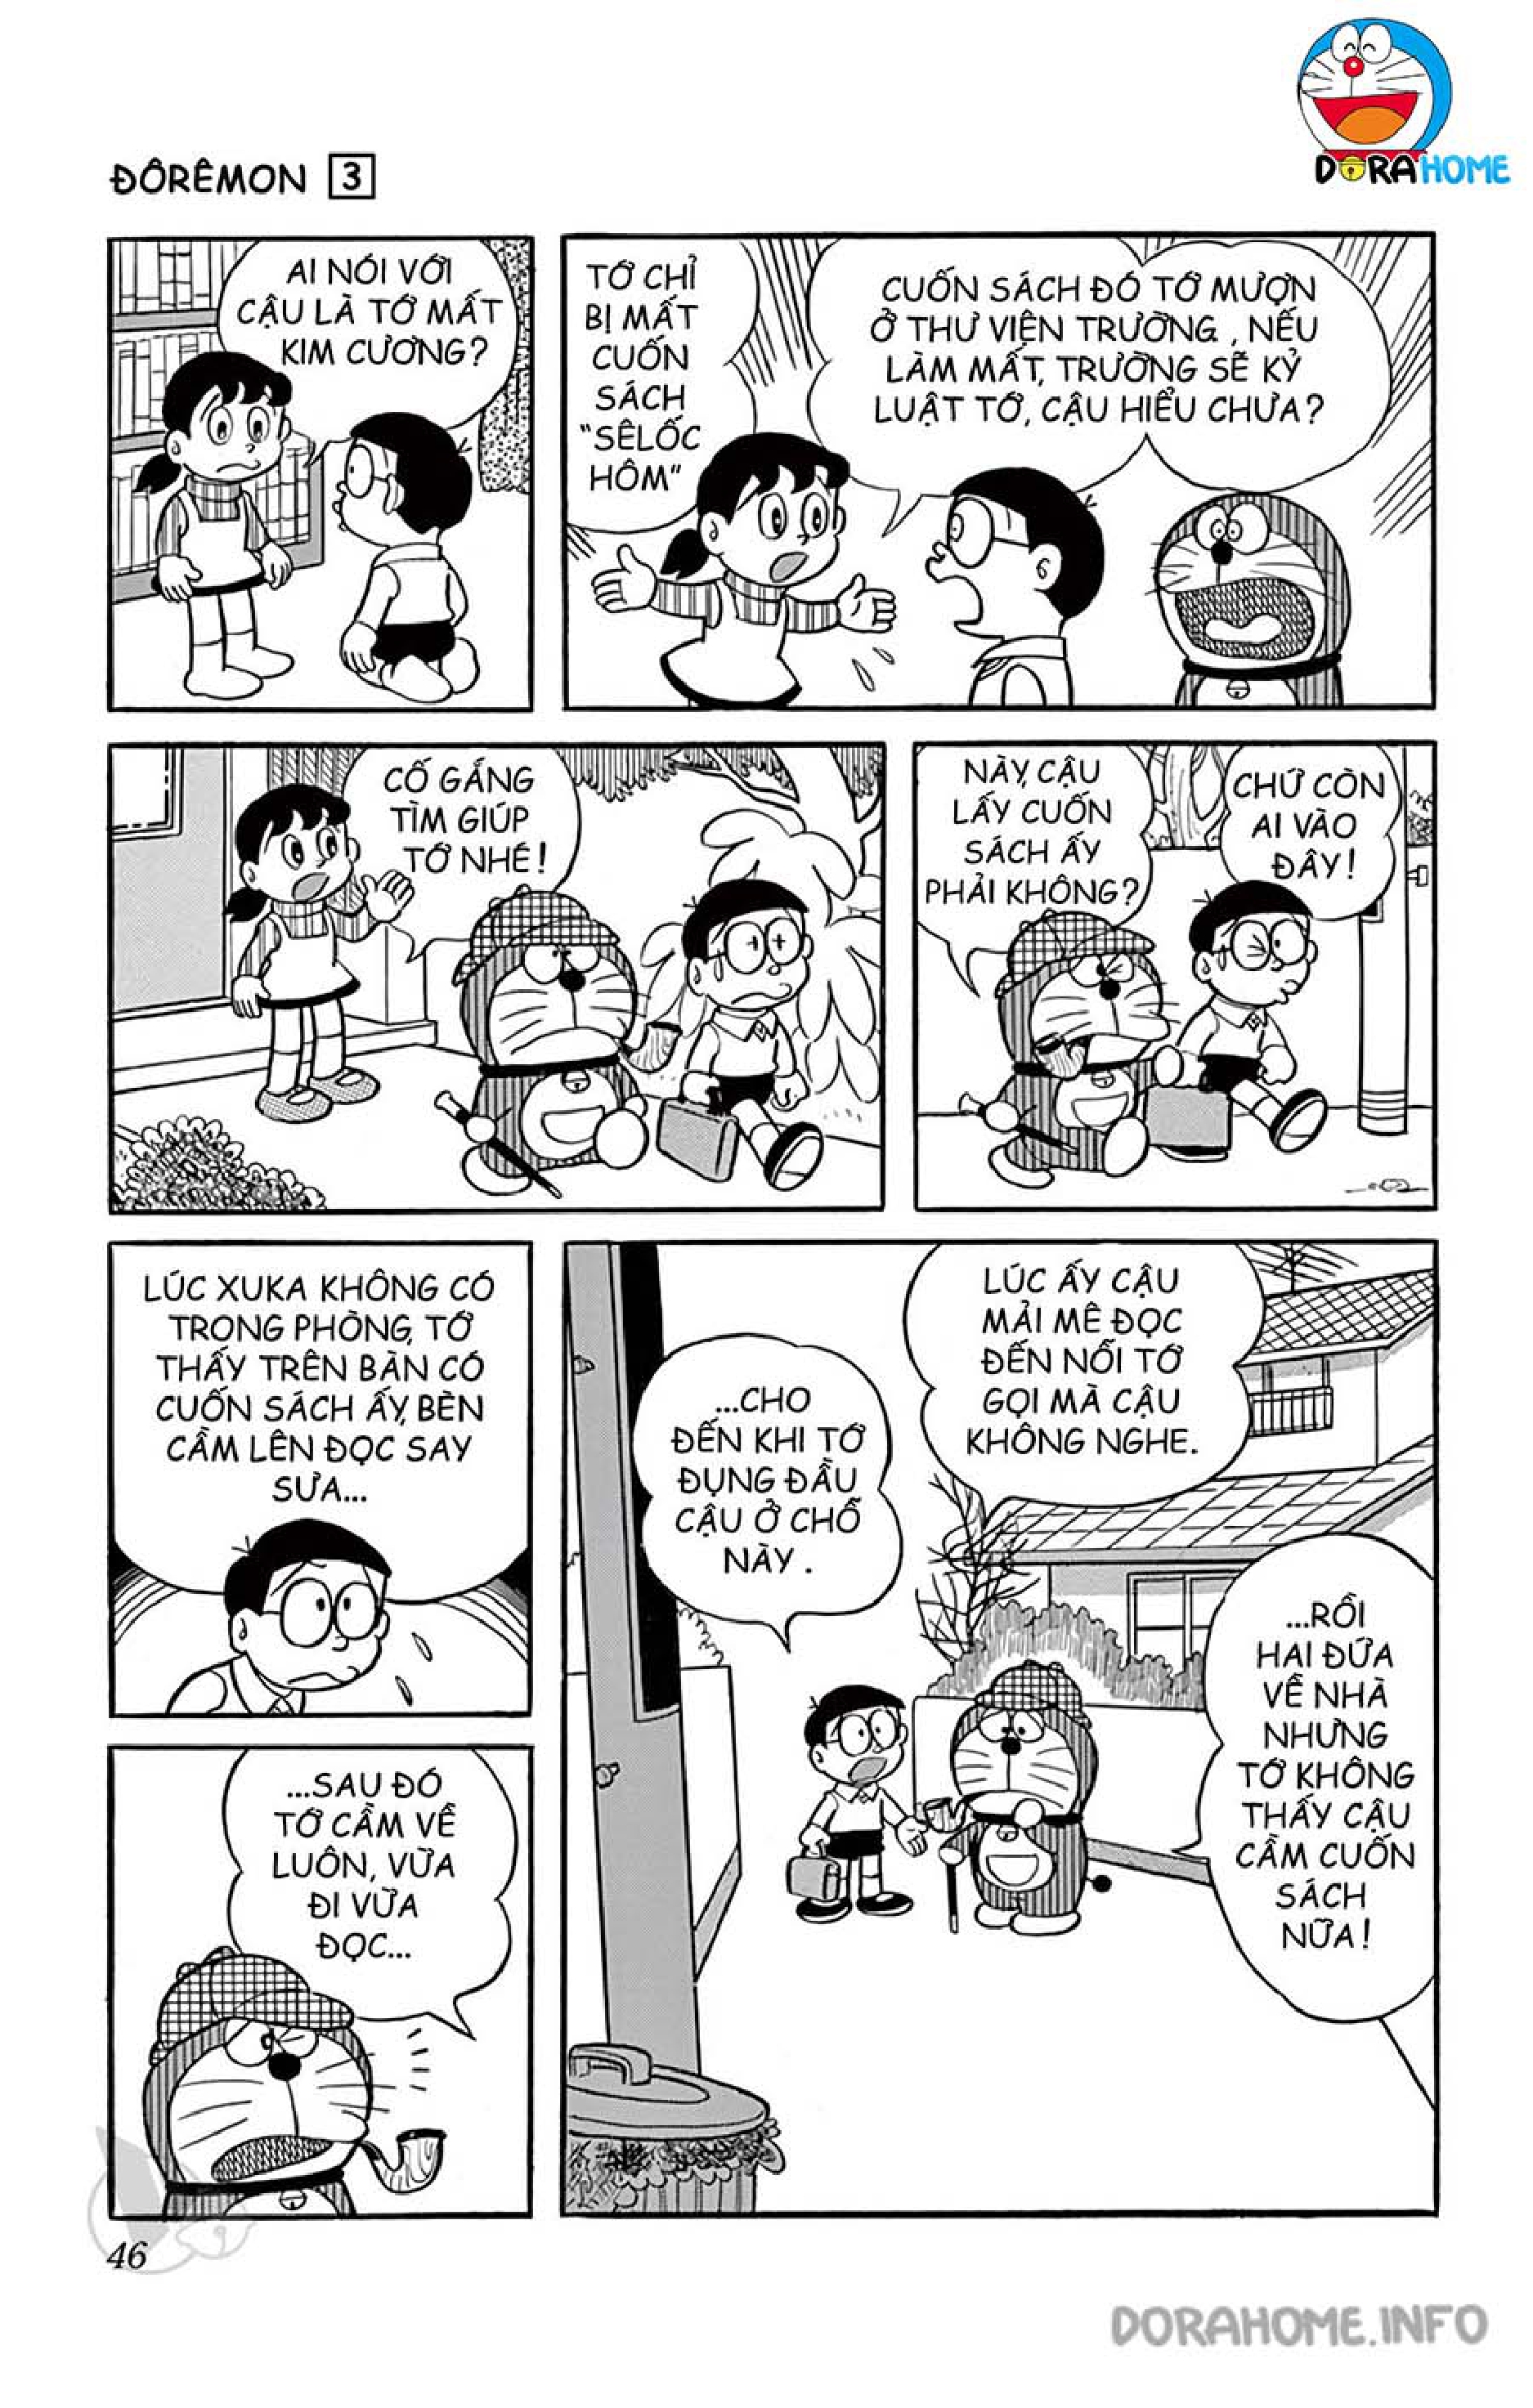 DORAHOME
ĐÔRÊMON 3
AI NÓI VỚI
CẬU LÀ TỚ MẤT
KIM CƯƠNG?
TỚ CHỈ
BỊ MẤT
CUỐN
SÁCH
"SÊLỐC
HÔM"
CUỐN SÁCH ĐÓ TỚ MƯỢN
Ở THƯ VIỆN TRƯỜNG , NẾU
LÀM MẤT, TRƯỜNG SẼ KỶ
LUẬT TỚ, CẬU HIỂU CHƯA?
CỐ GẮNG
TÌM GIÚP
TỚ NHÉ!
NÀY, CẬU
LẤY CUỐN
SÁCH ẤY
PHẢI KHÔNG?
CHỨ CÒN
AI VÀO
ĐÂY!
LÚC XUKA KHÔNG CÓ
TRONG PHÒNG, TỚ
THẤY TRÊN BÀN CÓ
CUỐN SÁCH ẤY, BÈN
CẦM LÊN ĐỌC SAY
SƯA...
...SAU ĐÓ
TỚ CẦM VỀ
LUÔN, VỪA
ĐI VỪA
ĐỌC...
LÚC ẤY CẬU
MẢI MÊ ĐỌC
ĐẾN NỖI TỚ
GỌI MÀ CẬU
KHÔNG NGHE.
...CHO
ĐẾN KHI TỚ
ĐỤNG ĐẦU
CẬU Ở CHỖ
NÀY .
...RỒI
HAI ĐỨA
VỀ NHÀ
NHƯNG
TỚ KHÔNG
THẤY CẬU
CẦM CUỐN
SÁCH
NỮA!
46
DORAHOME.INFO